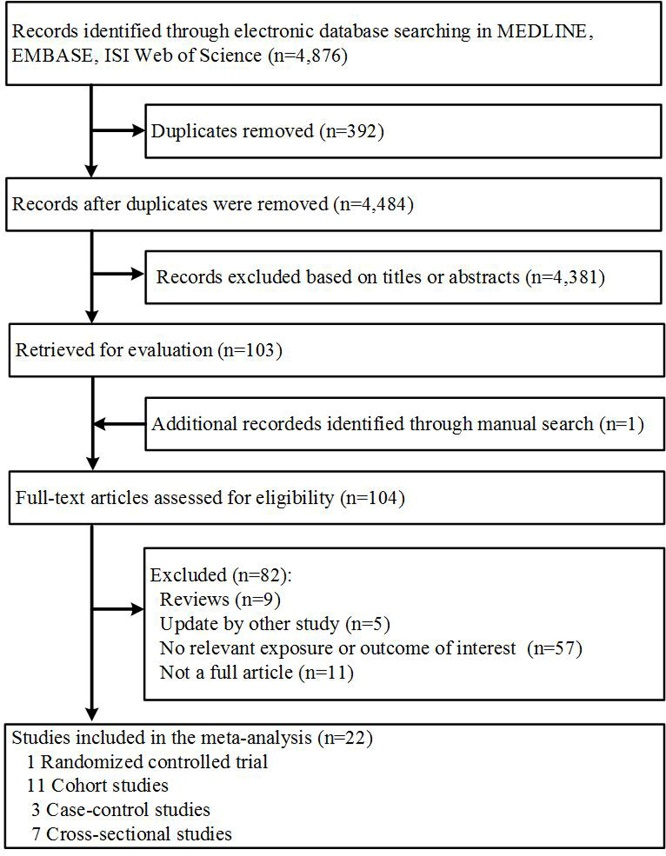 Records identified through electronic database searching in MEDLINE,
EMBASE, ISI Web of Science (n=4,876)
Duplicates removed (n=392)
Records after duplicates were removed (n=4,484)
Records excluded based on titles or abstracts (n=4,381)
Retrieved for evaluation (n=103)
Additional recordeds identified through manual search (n=1)
Full-text articles assessed for eligibility (n=104)
Excluded (n=82):
Reviews (n=9)
Update by other study (n=5)
No relevant exposure or outcome of interest (n=57)
Not a full article (n=11)
Studies included in the meta-analysis (n=22)
1 Randomized controlled trial
11 Cohort studies
3 Case-control studies
7 Cross-sectional studies